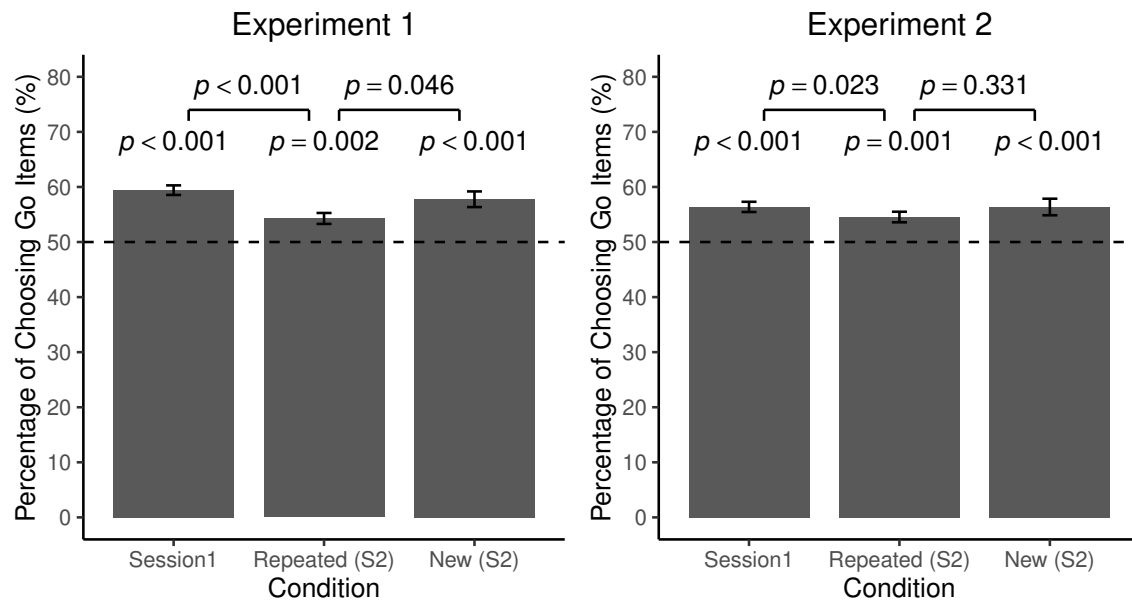 Experiment 1
Percentage of Choosing Go Items (%)
80
70
60
50
40
30
20
10
0
p < 0.001
p = 0.046
p < 0.001
p = 0.002
p < 0.001
Session1
Repeated (S2)
New (S2)
Condition
Experiment 2
Percentage of Choosing Go Items (%)
80
70
60
50
40
30
20
10
0
p = 0.023
p = 0.331
p < 0.001
p = 0.001
p < 0.001
Session1
Repeated (S2)
New (S2)
Condition